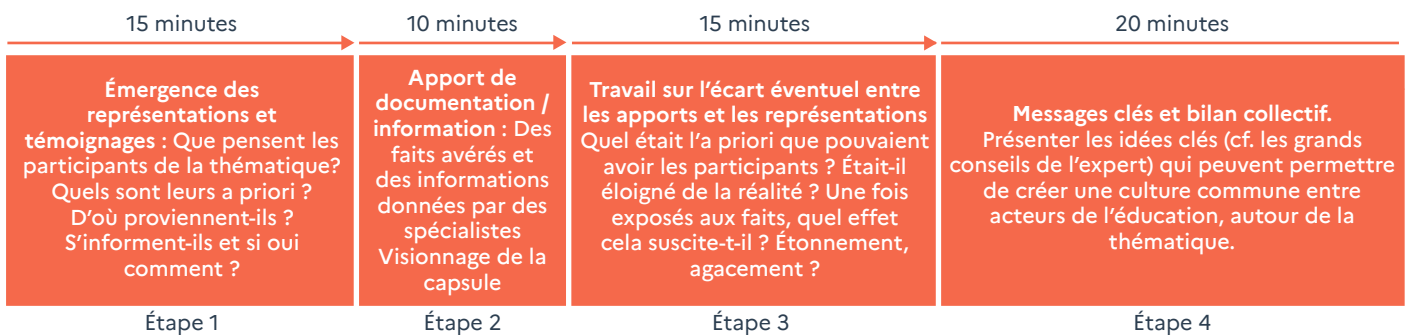 15 minutes
10 minutes
15 minutes
20 minutes
Émergence des
représentations et
témoignages : Que pensent les
participants de la thématique?
Quels sont leurs a priori ?
D’où proviennent-ils ?
S’informent-ils et si oui
comment ?
Apport de
documentation /
information : Des
faits avérés et
des informations
données par des
spécialistes
Visionnage de la
capsule
Travail sur l’écart éventuel entre
les apports et les représentations
Quel était l’a priori que pouvaient
avoir les participants ? Était-il
éloigné de la réalité ? Une fois
exposés aux faits, quel effet
cela suscite-t-il ? Étonnement,
agacement ?
Messages clés et bilan collectif.
Présenter les idées clés (cf. les grands
conseils de l’expert) qui peuvent permettre
de créer une culture commune entre
acteurs de l’éducation, autour de la
thématique.
Étape 1
Étape 2
Étape 3
Étape 4